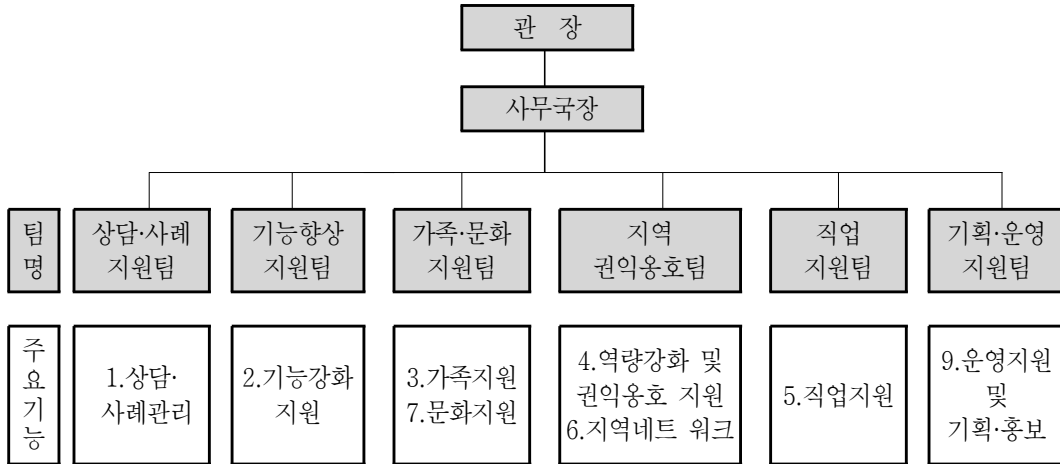 관 장
사무국장
팀
명
상담·사례
지원팀
기능향상
지원팀
가족·문화
지원팀
지역
권익옹호팀
직업
지원팀
기획·운영
지원팀
주
요
기
능
1.상담·
사례관리
2.기능강화
지원
3.가족지원
7.문화지원
4.역량강화 및
권익옹호 지원
6.지역네트 워크
5.직업지원
9.운영지원
및
기획·홍보